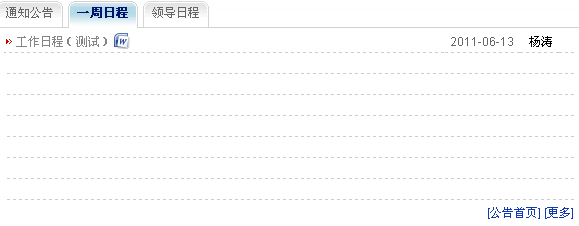 通知公告 一周日程 领导日程
工作日程(测试) 2011-06-13 杨涛
[公告首页] [更多]